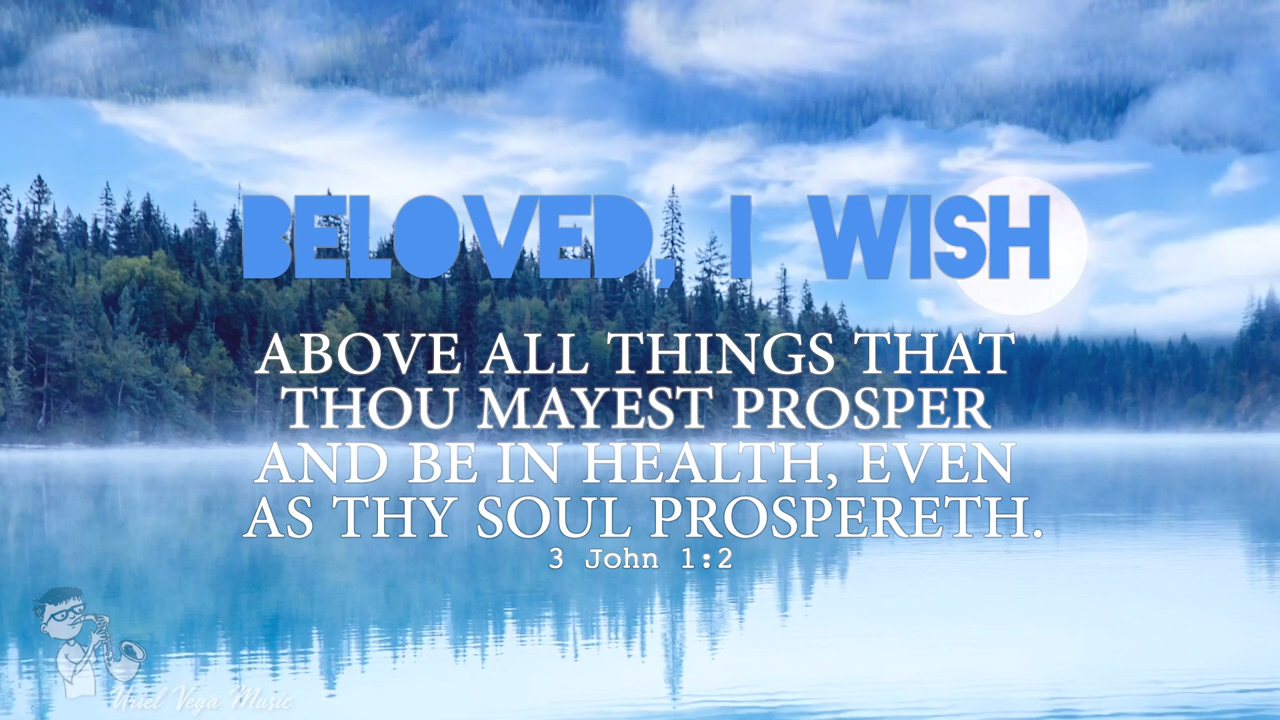 BELOVED, I WISH
ABOVE ALL THINGS THAT
THOU MAYEST PROSPER
AND BE IN HEALTH, EVEN
AS THY SOUL PROSPERETH.
3 John 1:2
Uriel Vega Music